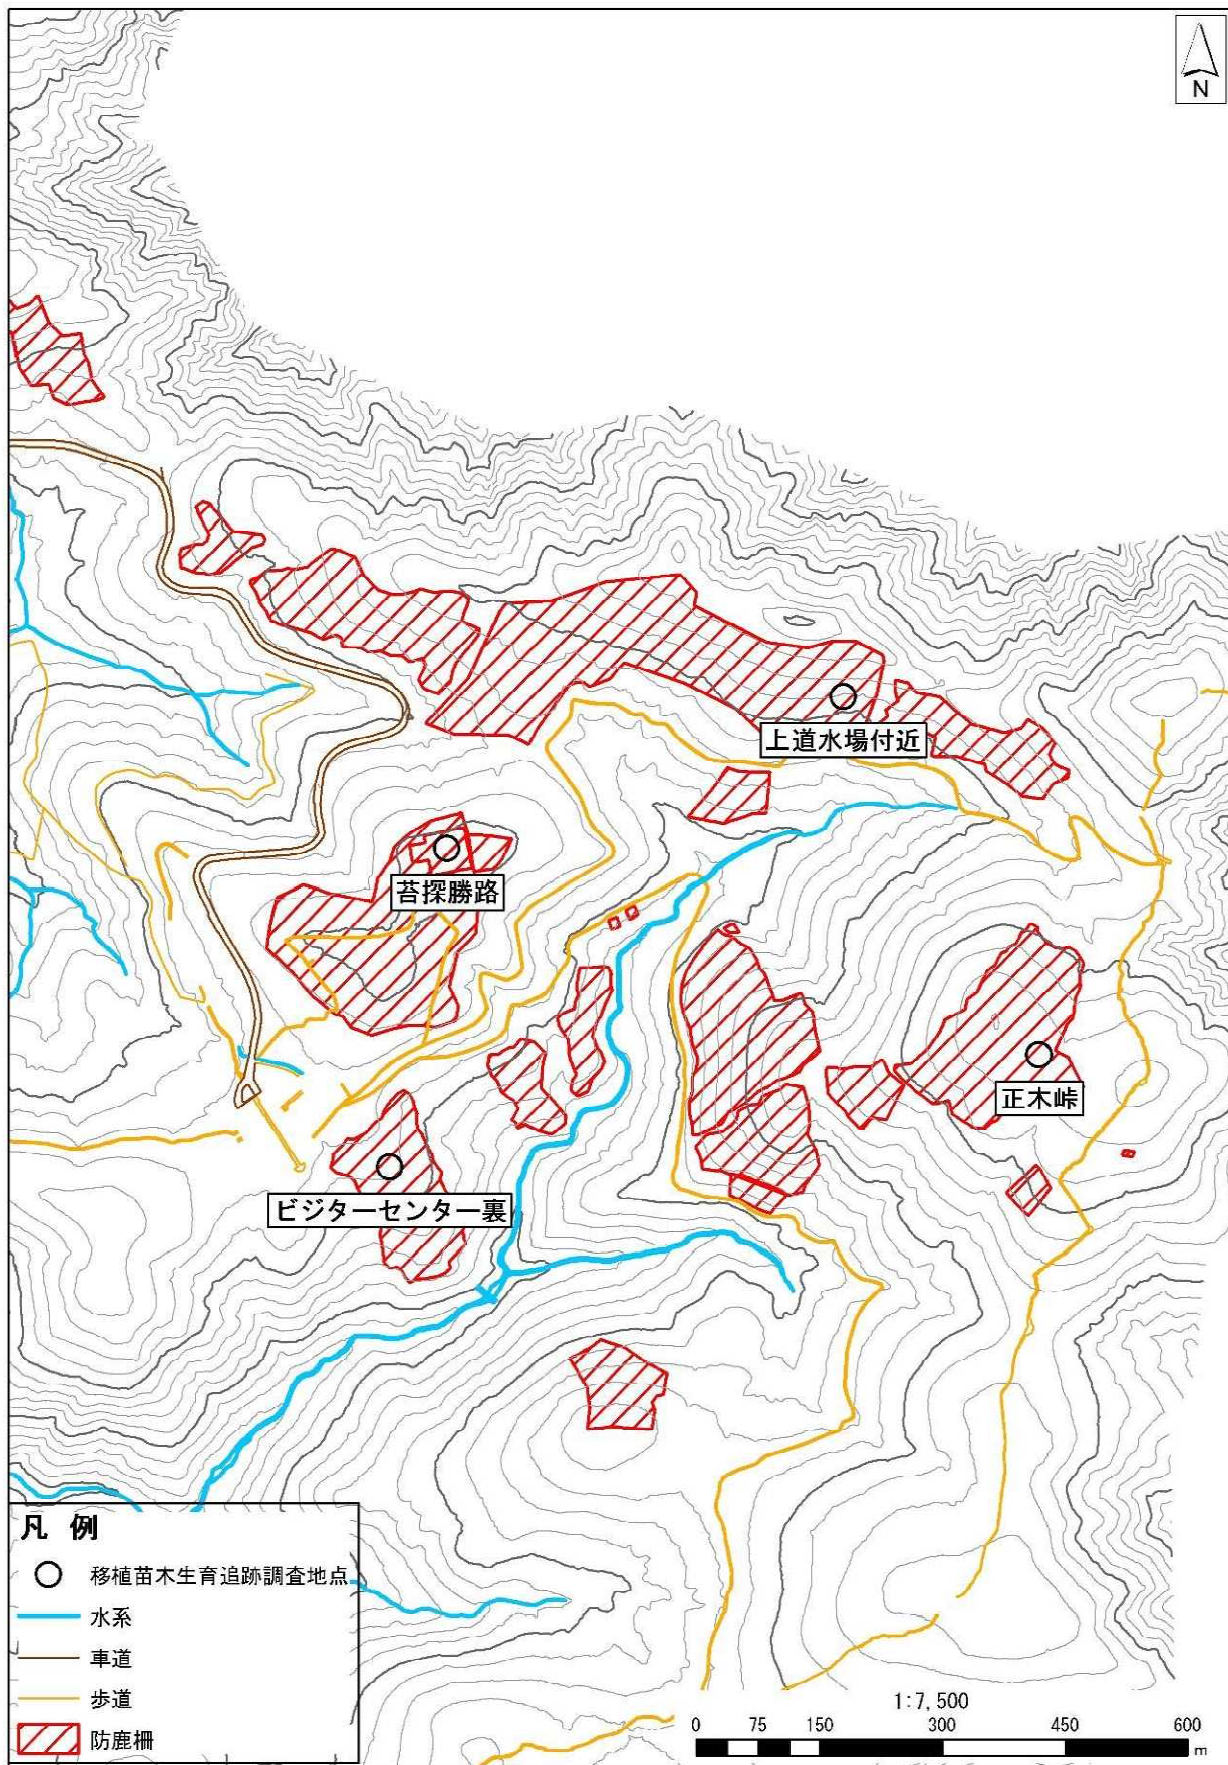 N
上道水場付近
苔探勝路
正木峠
ビジターセンター裏
凡 例
移植苗木生育追跡調査地点
水系
車道
歩道
防鹿柵
1:7,500
0 75 150 300 450 600
m